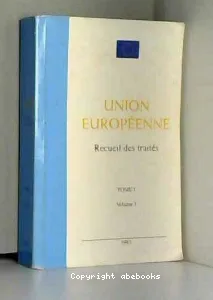 UNION
EUROPÉENNE
Recueil des traités
TOME I
Volume I
Copyright abebooks